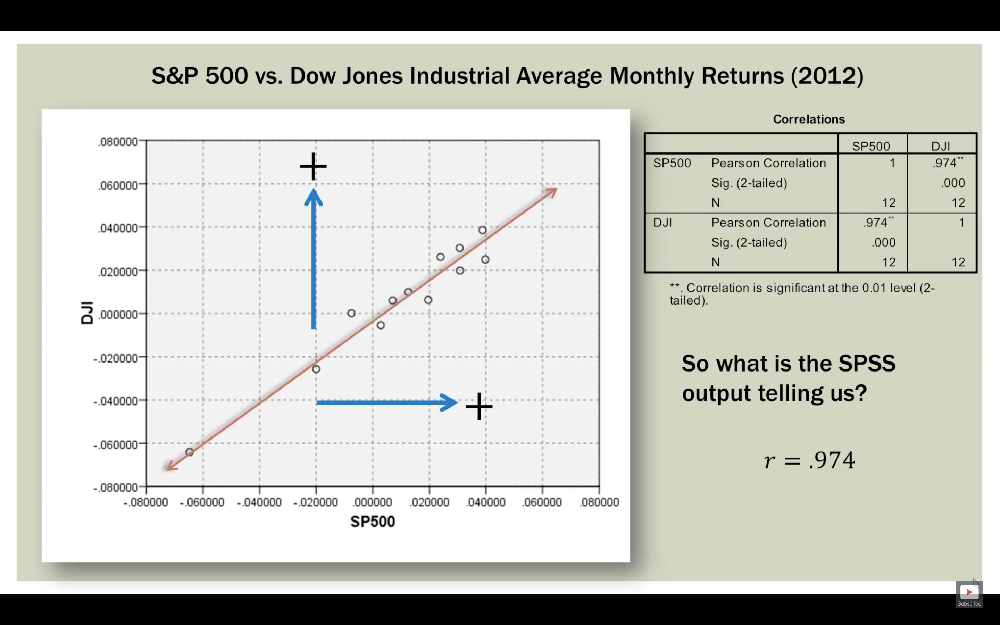 S&P 500 vs. Dow Jones Industrial Average Monthly Returns (2012)
.080000
.060000
.040000
.020000
.000000
-.020000
-.040000
-.060000
-.080000
DJI
+
+
-.080000 -.060000 -.040000 -.020000 .000000 .020000 .040000 .060000 .080000
SP500
Correlations
SP500 DJI
SP500 Pearson Correlation 1 .974**
Sig. (2-tailed) .000
N 12 12
DJI Pearson Correlation .974** 1
Sig. (2-tailed) .000
N 12 12
**. Correlation is significant at the 0.01 level (2-
tailed).
So what is the SPSS
output telling us?
r = .974
Subscribe